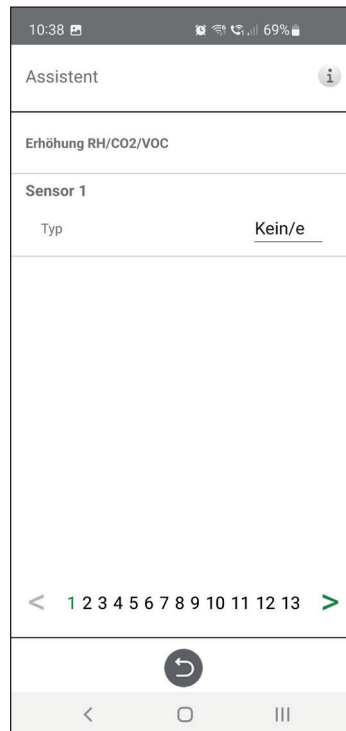 10:38 69%
Assistent i
Erhöhung RH/CO2/VOC
Sensor 1
Typ Kein/e
< 1 2 3 4 5 6 7 8 9 10 11 12 13 >